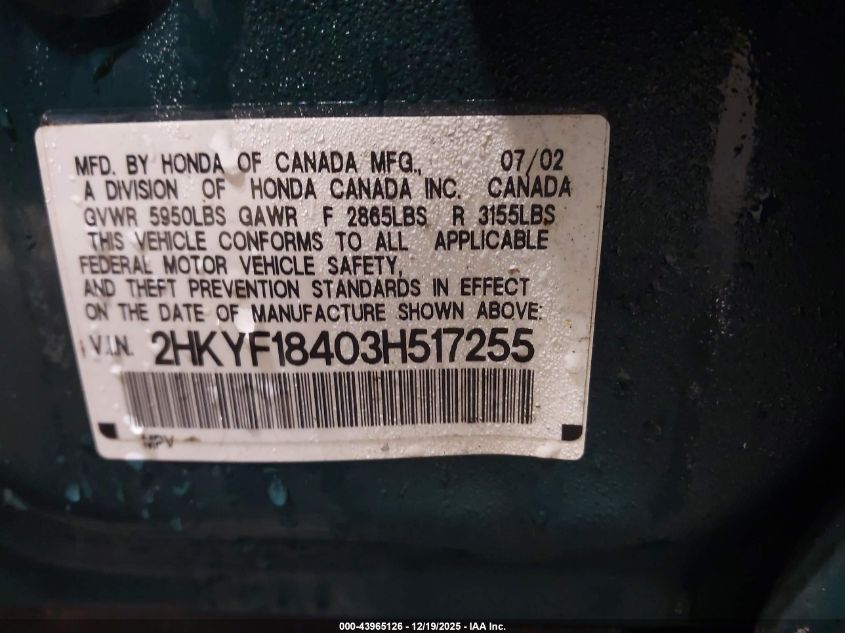 MFD. BY HONDA OF CANADA MFG., 07/02
A DIVISION OF HONDA CANADA INC. CANADA
GVWR 5950LBS GAWR F 2865LBS R 3155LBS
THIS VEHICLE CONFORMS TO ALL APPLICABLE
FEDERAL MOTOR VEHICLE SAFETY,
AND THEFT PREVENTION STANDARDS IN EFFECT
ON THE DATE OF MANUFACTURE SHOWN ABOVE:
V.I.N. 2HKYF18403H517255
MPV
000-43965126 - 12/19/2025 - IAA Inc.